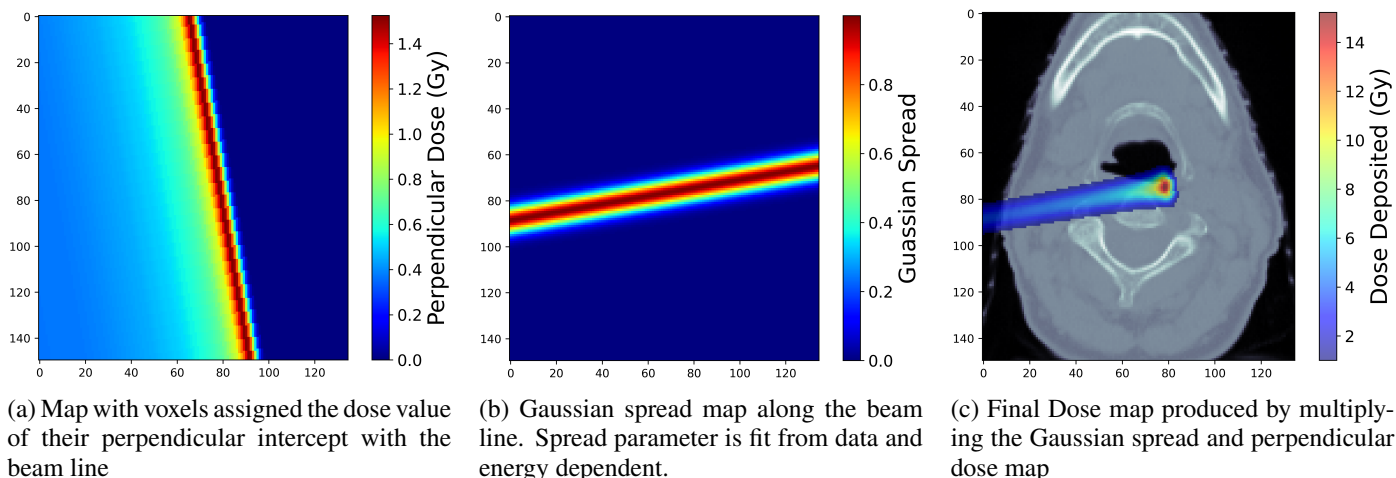 0
20
40
60
80
100
120
140
0 20 40 60 80 100 120
1.4
1.2
1.0
0.8
0.6
0.4
0.2
0.0
Perpendicular Dose (Gy)
0
20
40
60
80
100
120
140
0 20 40 60 80 100 120
0.8
0.6
0.4
0.2
0.0
Guassian Spread
0
20
40
60
80
100
120
140
0 20 40 60 80 100 120
14
12
10
8
6
4
2
Dose Deposited (Gy)
(a) Map with voxels assigned the dose value
of their perpendicular intercept with the
beam line
(b) Gaussian spread map along the beam
line. Spread parameter is fit from data and
energy dependent.
(c) Final Dose map produced by multiply-
ing the Gaussian spread and perpendicular
dose map